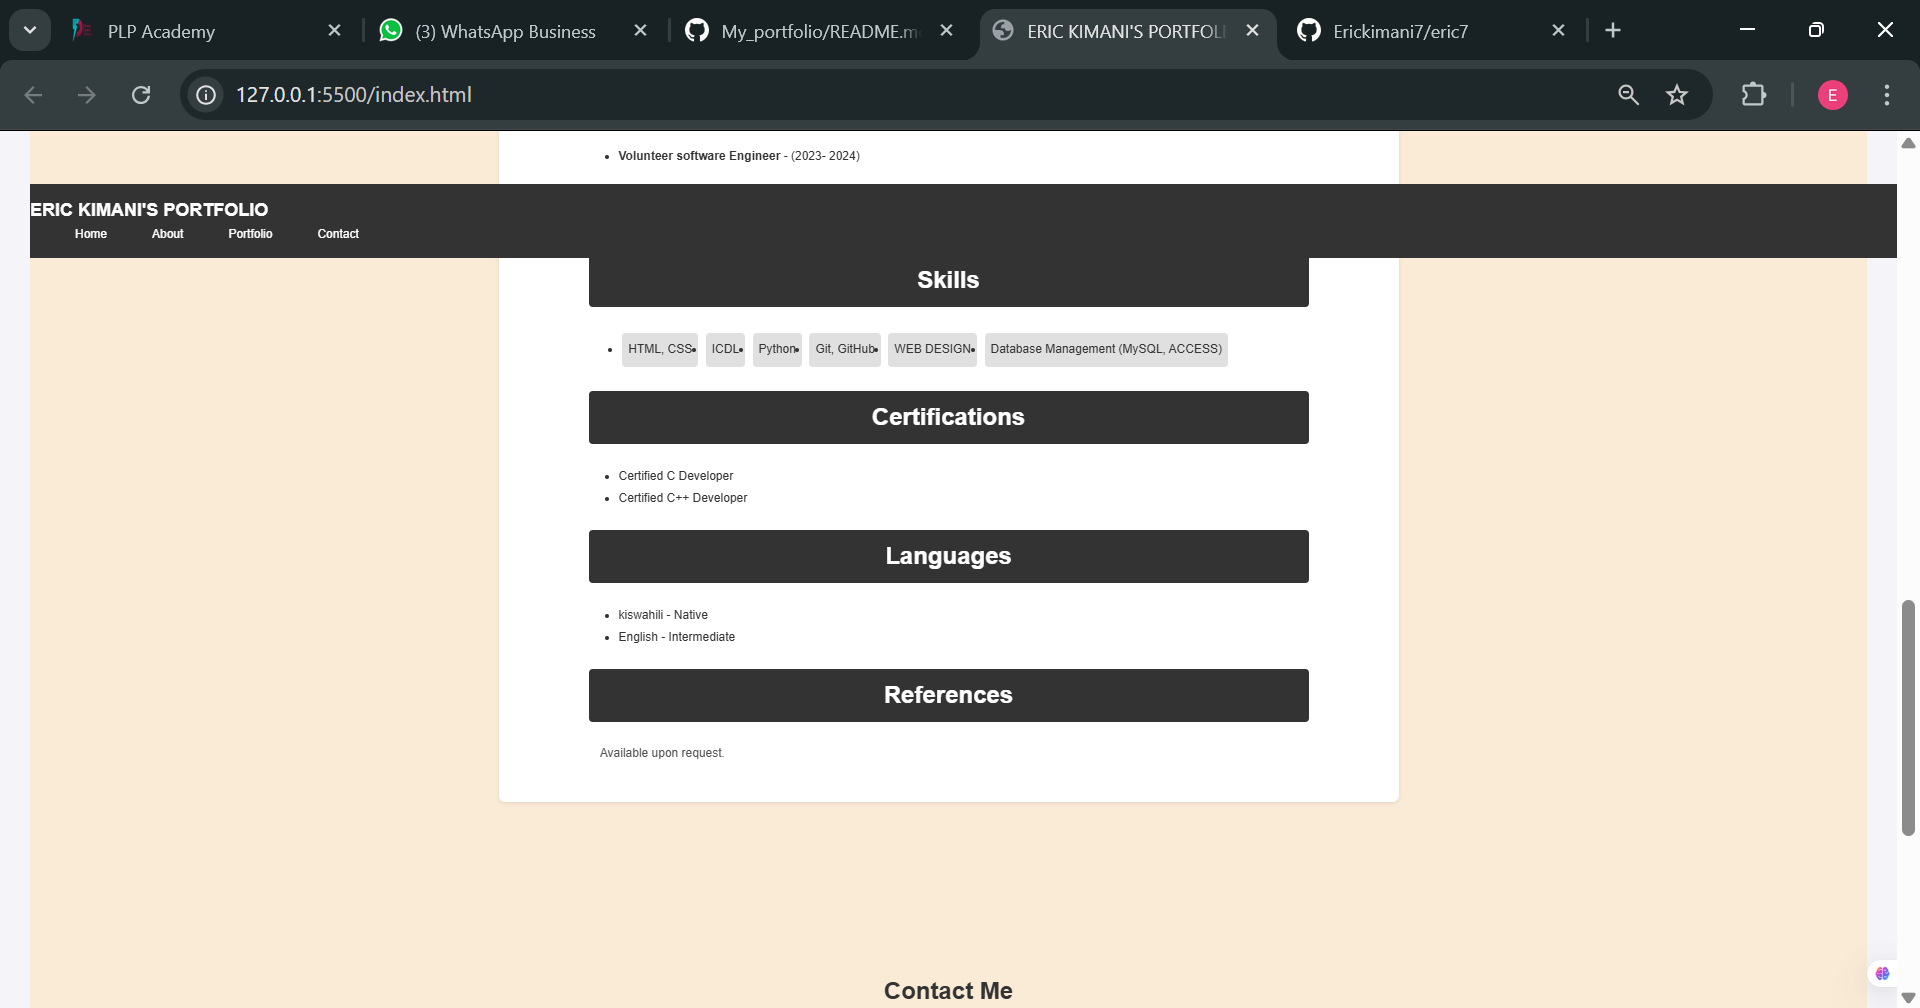 PLP Academy
(3) WhatsApp Business
My_portfolio/README.m
ERIC KIMANI'S PORTFOLI
Erickimani7/eric7
127.0.0.1:5500/index.html
E
• Volunteer software Engineer - (2023- 2024)
ERIC KIMANI'S PORTFOLIO
Home About Portfolio Contact
Skills
• HTML, CSS• ICDL• Python• Git, GitHub• WEB DESIGN• Database Management (MySQL, ACCESS)
Certifications
• Certified C Developer
• Certified C++ Developer
Languages
• kiswahili - Native
• English - Intermediate
References
Available upon request.
Contact Me